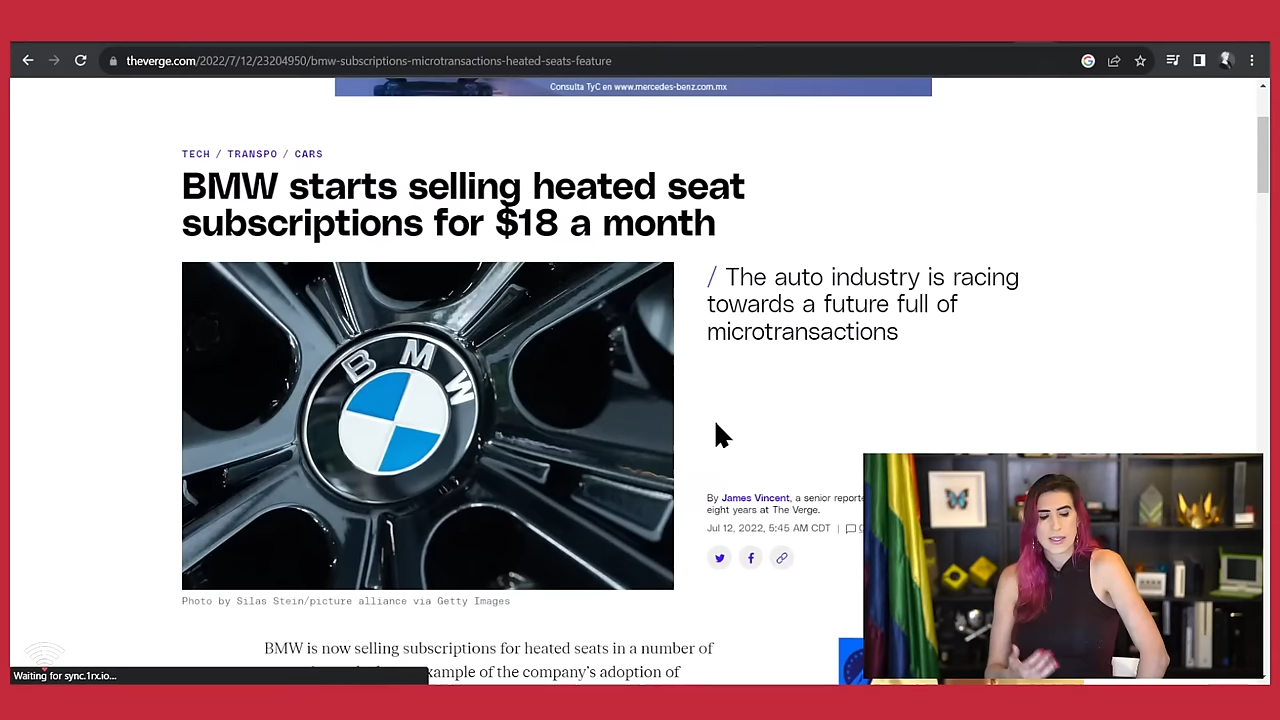 theverge.com/2022/7/12/23204950/bmw-subscriptions-microtransactions-heated-seats-feature
Consulta TyC en www.mercedes-benz.com.mx
TECH / TRANSPO / CARS
BMW starts selling heated seat
subscriptions for $18 a month
/ The auto industry is racing
towards a future full of
microtransactions
BMW
By James Vincent, a senior reporte
eight years at The Verge.
Jul 12, 2022, 5:45 AM CDT
Photo by Silas Stein/picture alliance via Getty Images
BMW is now selling subscriptions for heated seats in a number of
xample of the company's adoption of
Waiting for sync.1rx.io...